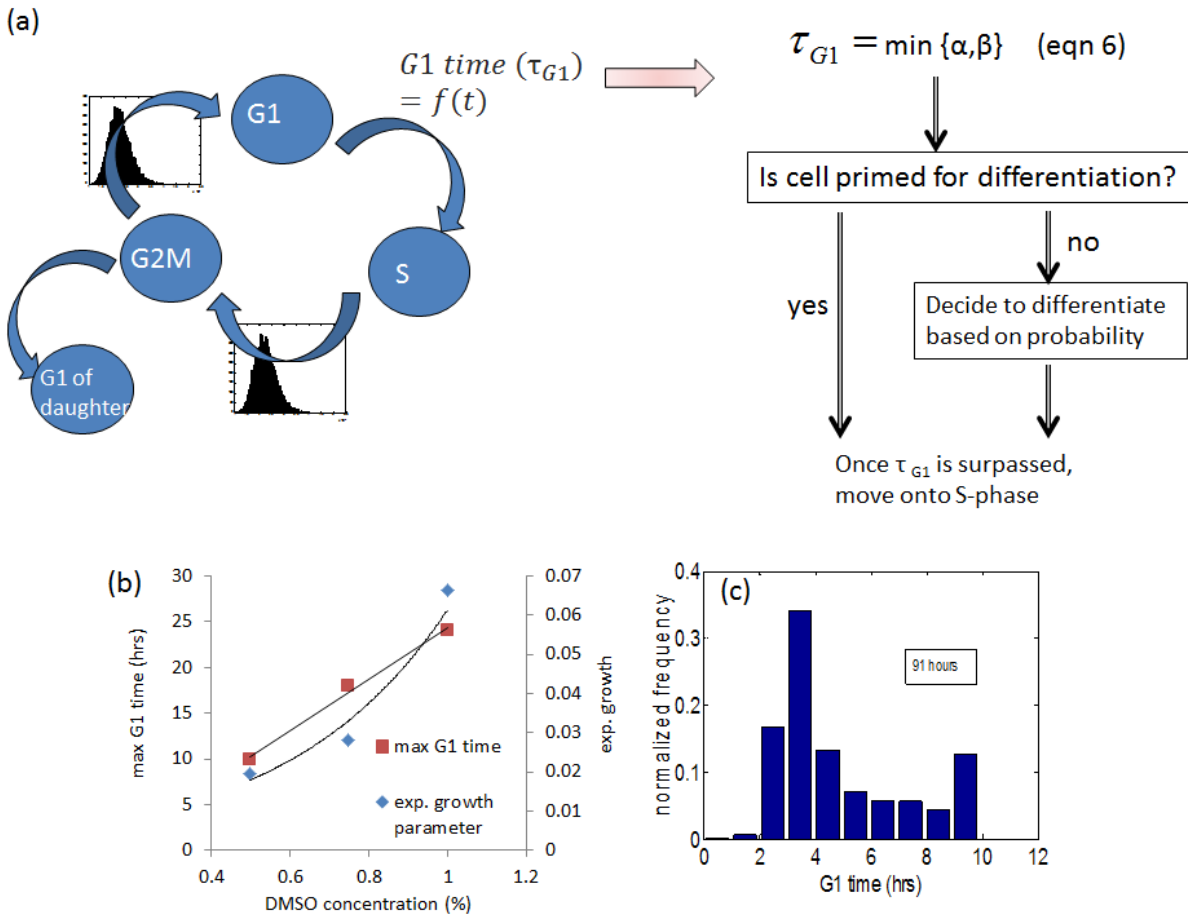 (a)
G1 time (τG1)
= f(t)
τG1 = min {α,β} (eqn 6)
G1
Is cell primed for differentiation?
G2M
S
yes
no
Decide to differentiate
based on probability
G1 of
daughter
Once τ G1 is surpassed,
move onto S-phase
(b)
30
25
20
15
10
5
0
max G1 time (hrs)
0.07
0.06
0.05
0.04
0.03
0.02
0.01
0
exp. growth
max G1 time
exp. growth
parameter
0.4 0.6 0.8 1 1.2
DMSO concentration (%)
(c)
0.4
0.3
0.2
0.1
0
normalized frequency
91 hours
0 2 4 6 8 10 12
G1 time (hrs)